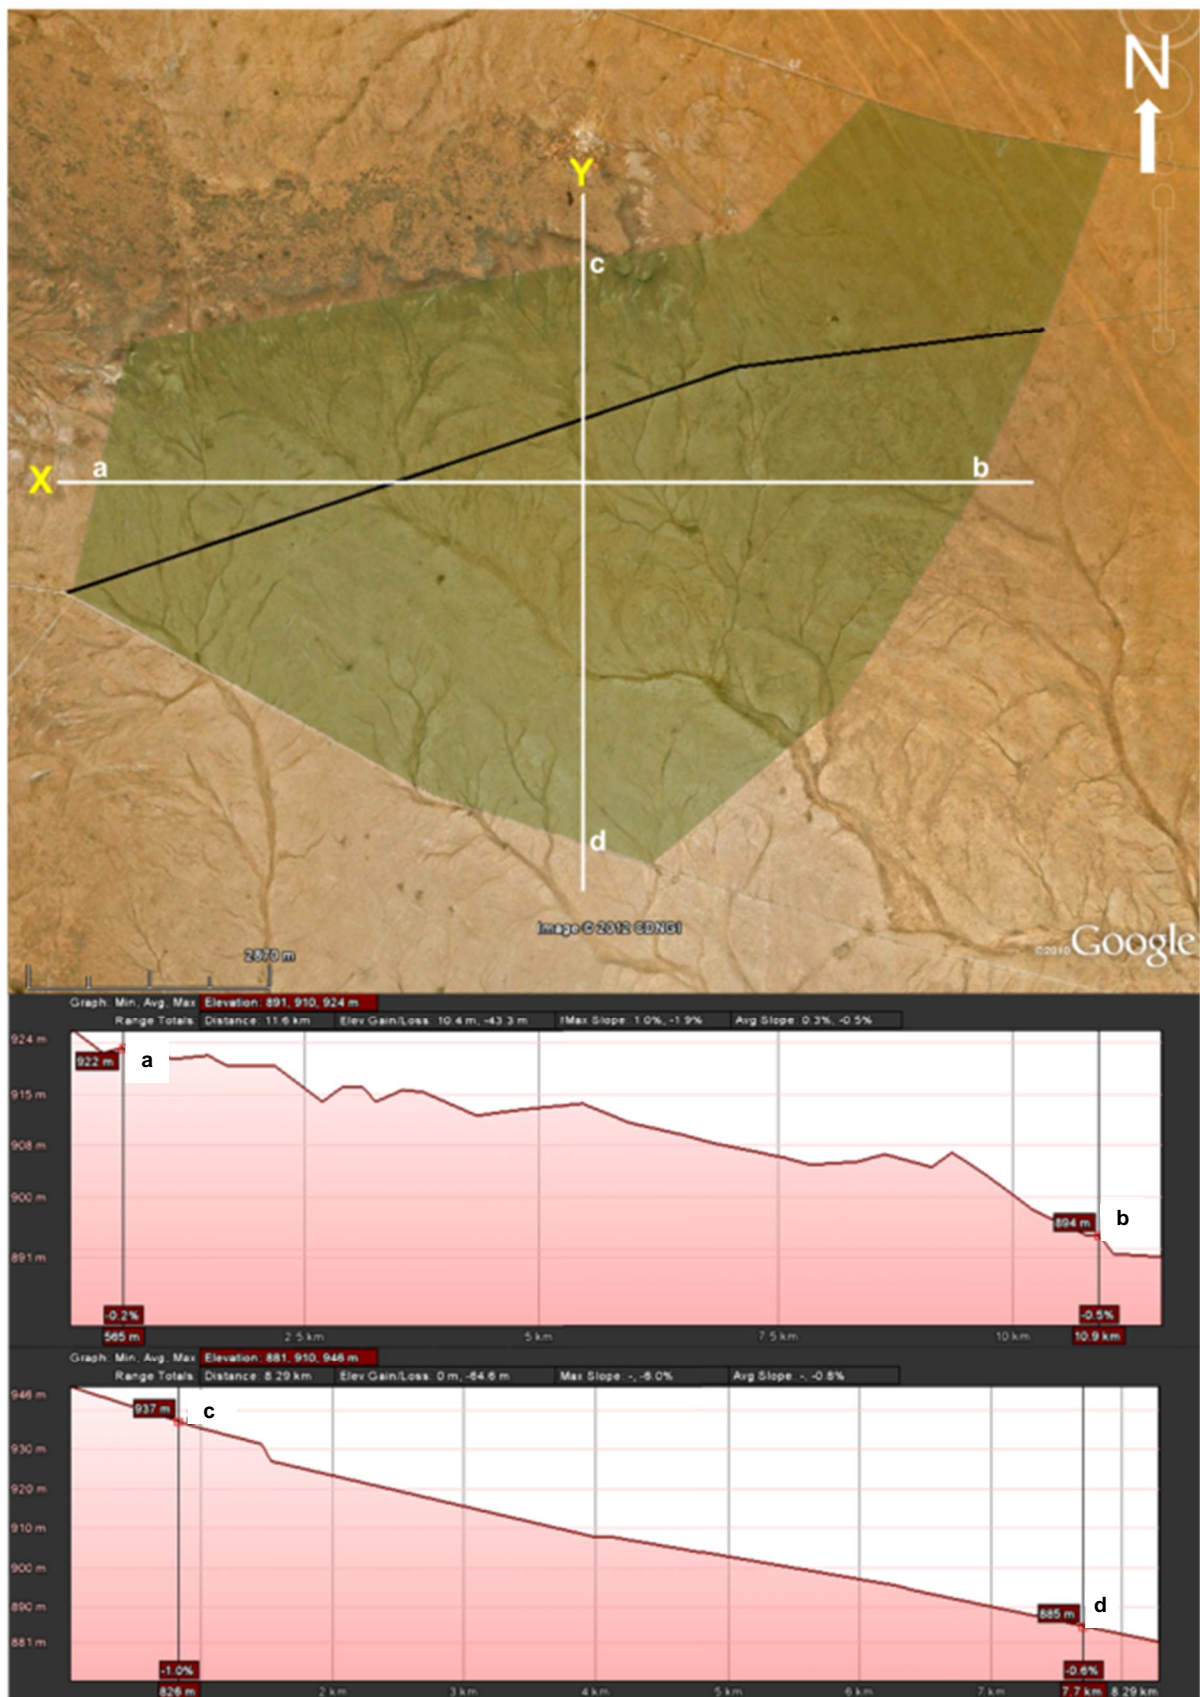 N
Y
c
a
X
b
d
Image © 2012 CDNGI
©2010 Google
2870 m
Graph: Min, Avg, Max Elevation: 891, 910, 924 m
Range Totals: Distance: 11.6 km Elev Gain/Loss: 10.4 m, -43.3 m Max Slope: 1.0%, -1.9% Avg Slope: 0.3%, -0.5%
924 m
922 m
a
915 m
908 m
900 m
894 m
b
891 m
-0.2%
-0.5%
565 m
2.5 km
5 km
7.5 km
10 km
10.9 km
Graph: Min, Avg, Max Elevation: 881, 910, 946 m
Range Totals: Distance: 8.29 km Elev Gain/Loss: 0 m, -64.6 m Max Slope: -, -6.0% Avg Slope: -, -0.8%
946 m
937 m
c
930 m
920 m
910 m
900 m
890 m
885 m
d
881 m
-1.0%
-0.6%
826 m
2 km
3 km
4 km
5 km
6 km
7 km
7.7 km
8.29 km